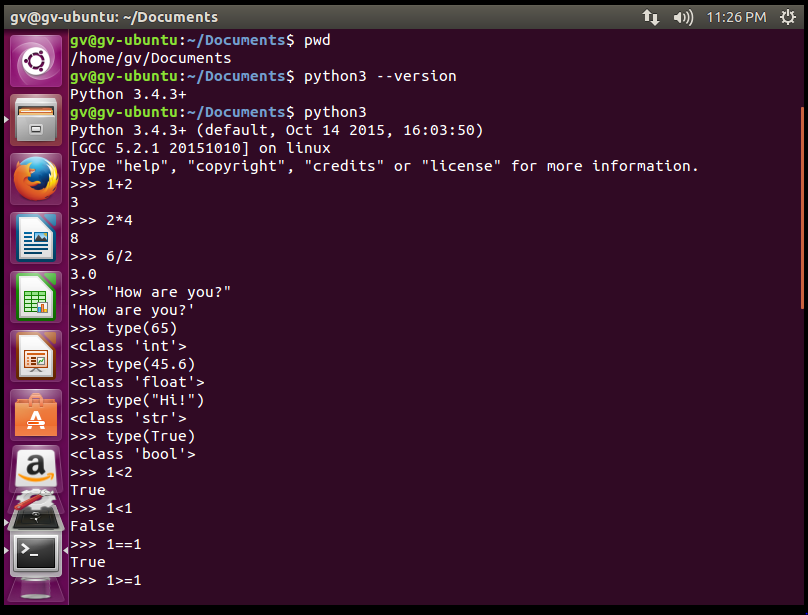 gv@gv-ubuntu: ~/Documents 11:26 PM
gv@gv-ubuntu:~/Documents$ pwd
/home/gv/Documents
gv@gv-ubuntu:~/Documents$ python3 --version
Python 3.4.3+
gv@gv-ubuntu:~/Documents$ python3
Python 3.4.3+ (default, Oct 14 2015, 16:03:50)
[GCC 5.2.1 20151010] on linux
Type "help", "copyright", "credits" or "license" for more information.
>>> 1+2
3
>>> 2*4
8
>>> 6/2
3.0
>>> "How are you?"
'How are you?'
>>> type(65)
<class 'int'>
>>> type(45.6)
<class 'float'>
>>> type("Hi!")
<class 'str'>
>>> type(True)
<class 'bool'>
>>> 1<2
True
>>> 1<1
False
>>> 1==1
True
>>> 1>=1